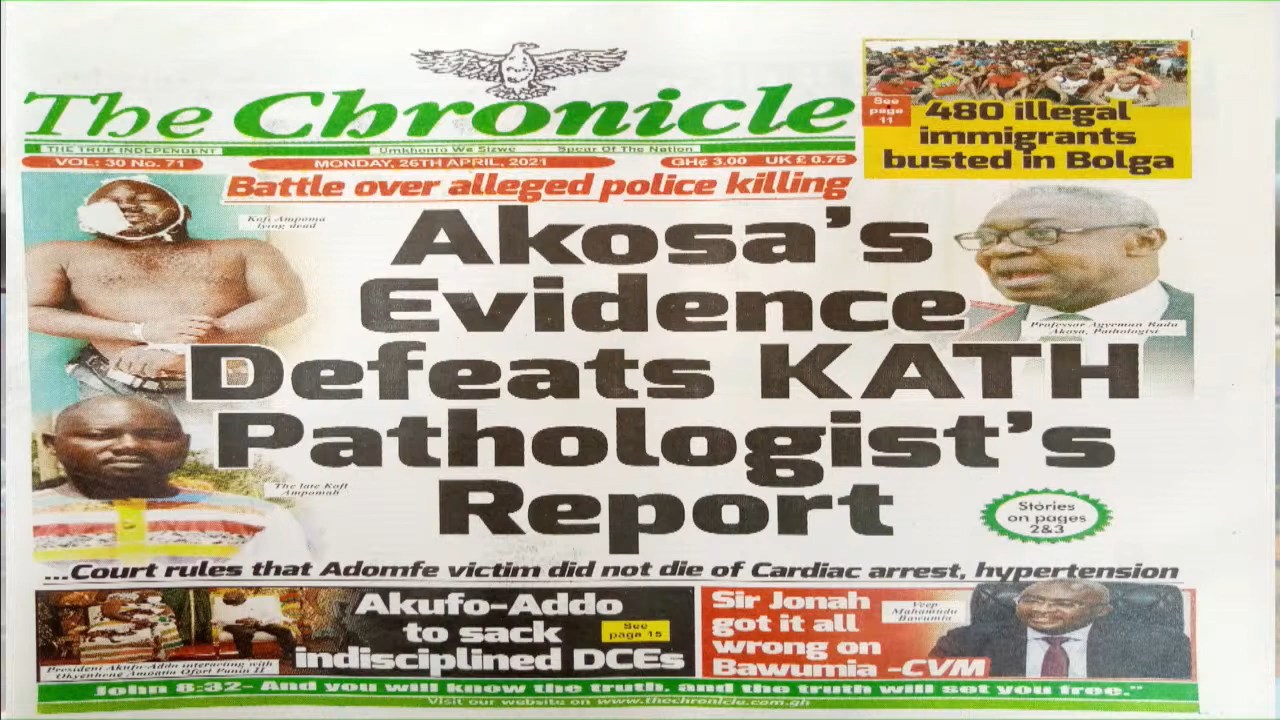 The Chronicle
THE TRUE INDEPENDENT
Umkhonto We Sizwe
Spear Of The Nation
VOL: 30 No. 71
MONDAY, 26TH APRIL, 2021
GH¢ 3.00 UK £ 0.75
See
page
11
480 illegal
immigrants
busted in Bolga
Battle over alleged police killing
Kofi Ampoma
lying dead
Akosa's
Evidence
Defeats KATH
Pathologist's
Report
Professor Agyeman Badu
Akosa, Pathologist
The late Kofi
Ampomah
Stories
on pages
2&3
...Court rules that Adomfe victim did not die of Cardiac arrest, hypertension
Akufo-Addo
to sack
indisciplined DCEs
See
page 15
President Akufo-Addo interacting with
Okyenhene Amoatia Ofori Panin II
Sir Jonah
got it all
wrong on
Bawumia -CVM
Veep
Mahamudu
Bawumia
John 8:32- And you will know the truth, and the truth will set you free."
Visit our website on www.thechronicle.com.gh